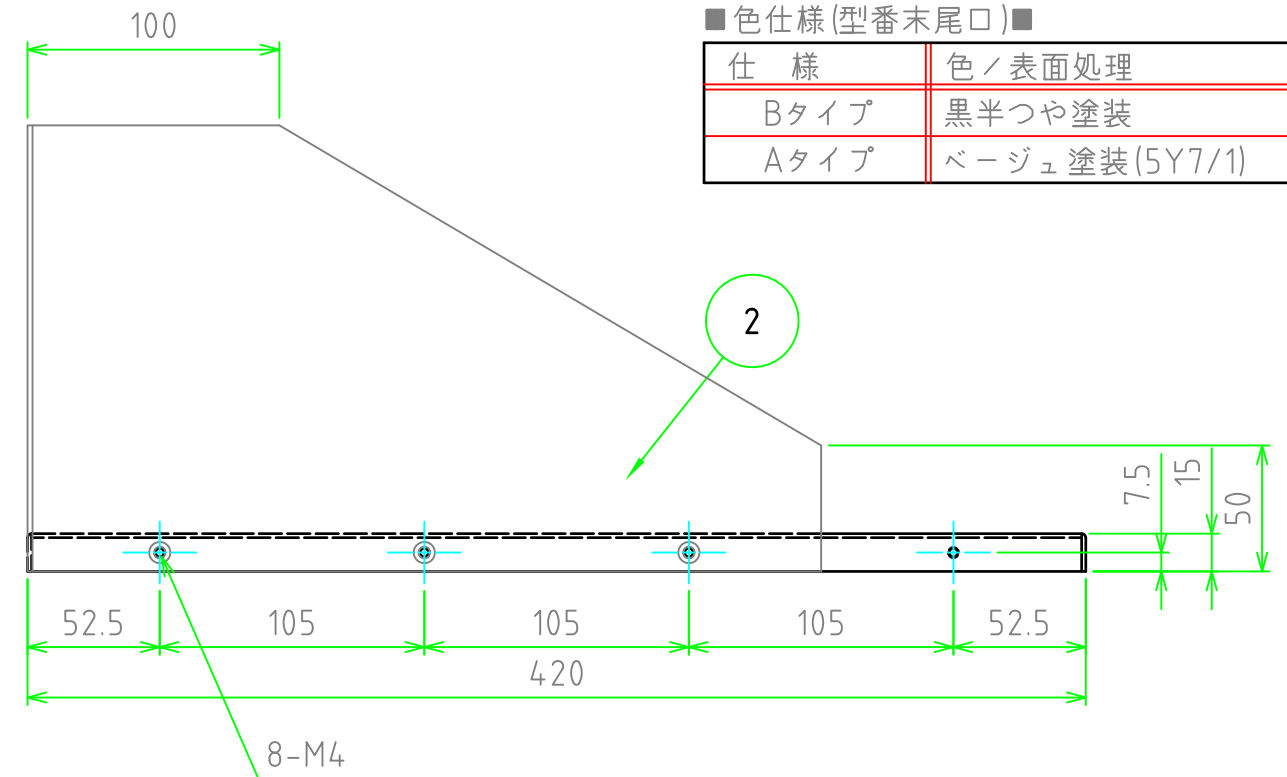 100
■色仕様(型番末尾口)■
仕 様 色/表面処理
Bタイプ 黒半つや塗装
Aタイプ ベージュ塗装(5Y7/1)
2
7.5
15
50
52.5 105 105 105 52.5
420
8-M4